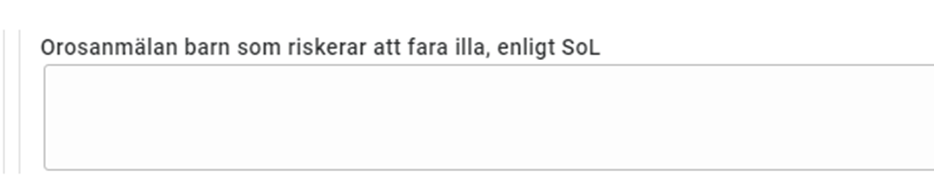 Orosanmälan barn som riskerar att fara illa, enligt SoL